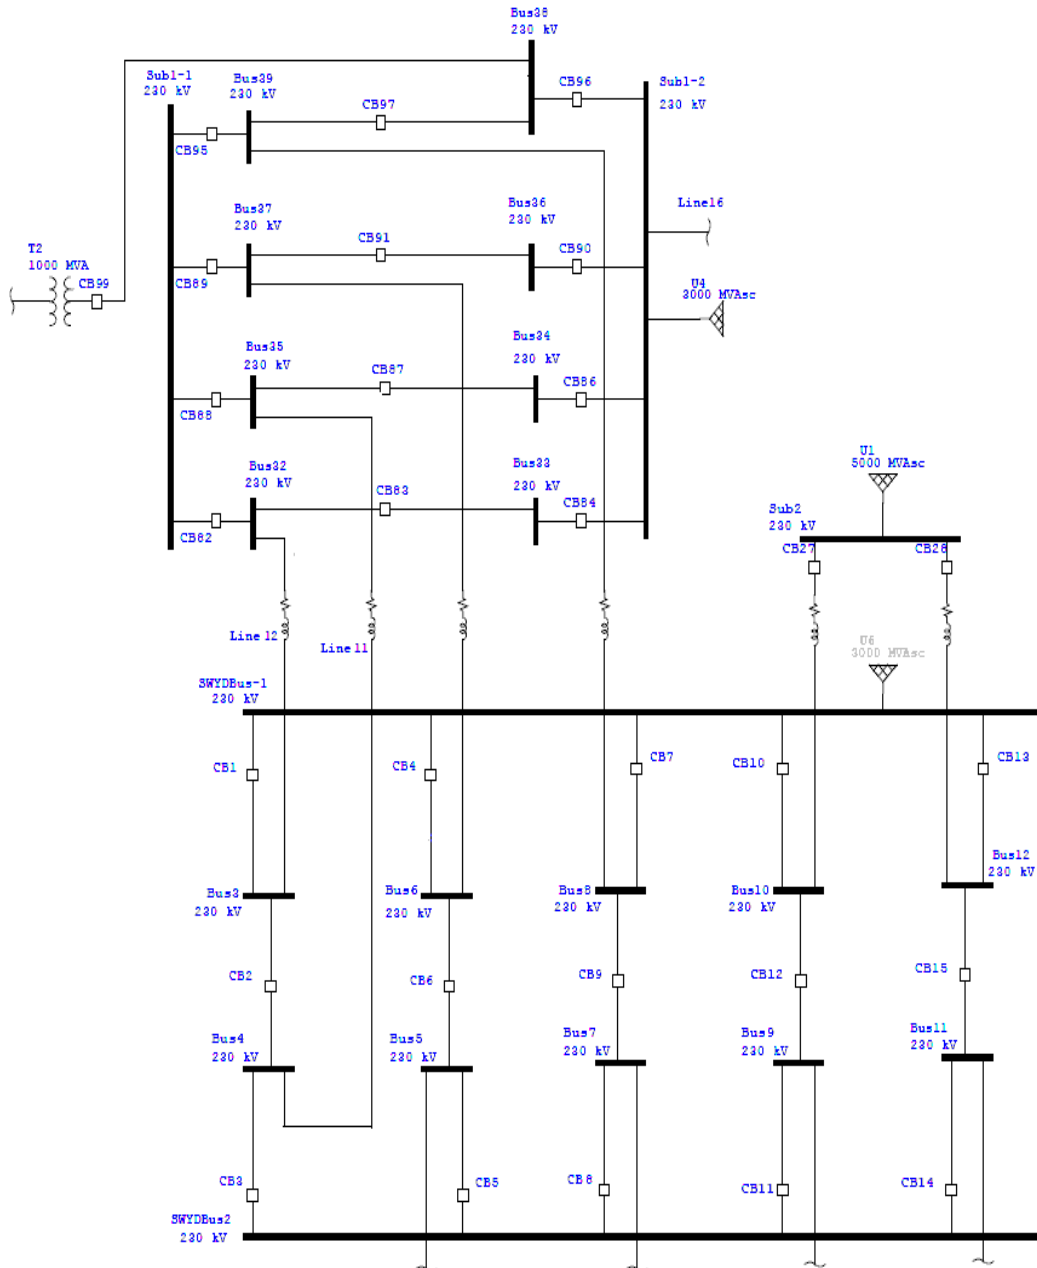 Bus38
230 kV
Sub1-1
230 kV
Bus39
230 kV
CB97
CB96
Sub1-2
230 kV
CB95
Bus37
230 kV
CB91
Bus36
230 kV
CB90
Line16
T2
1000 MVA
CB99
CB89
U4
3000 MVAsc
Bus35
230 kV
CB87
Bus34
230 kV
CB86
CB88
Bus32
230 kV
CB83
Bus33
230 kV
CB84
CB82
U1
5000 MVAsc
Sub2
230 kV
CB27
CB28
Line 12
Line 11
U6
3000 MVAsc
SWYDBus-1
230 kV
CB1
CB4
CB7
CB10
CB13
Bus3
230 kV
Bus6
230 kV
Bus8
230 kV
Bus10
230 kV
Bus12
230 kV
CB2
CB6
CB9
CB12
CB15
Bus4
230 kV
Bus5
230 kV
Bus7
230 kV
Bus9
230 kV
Bus11
230 kV
CB3
CB5
CB8
CB11
CB14
SWYDBus2
230 kV